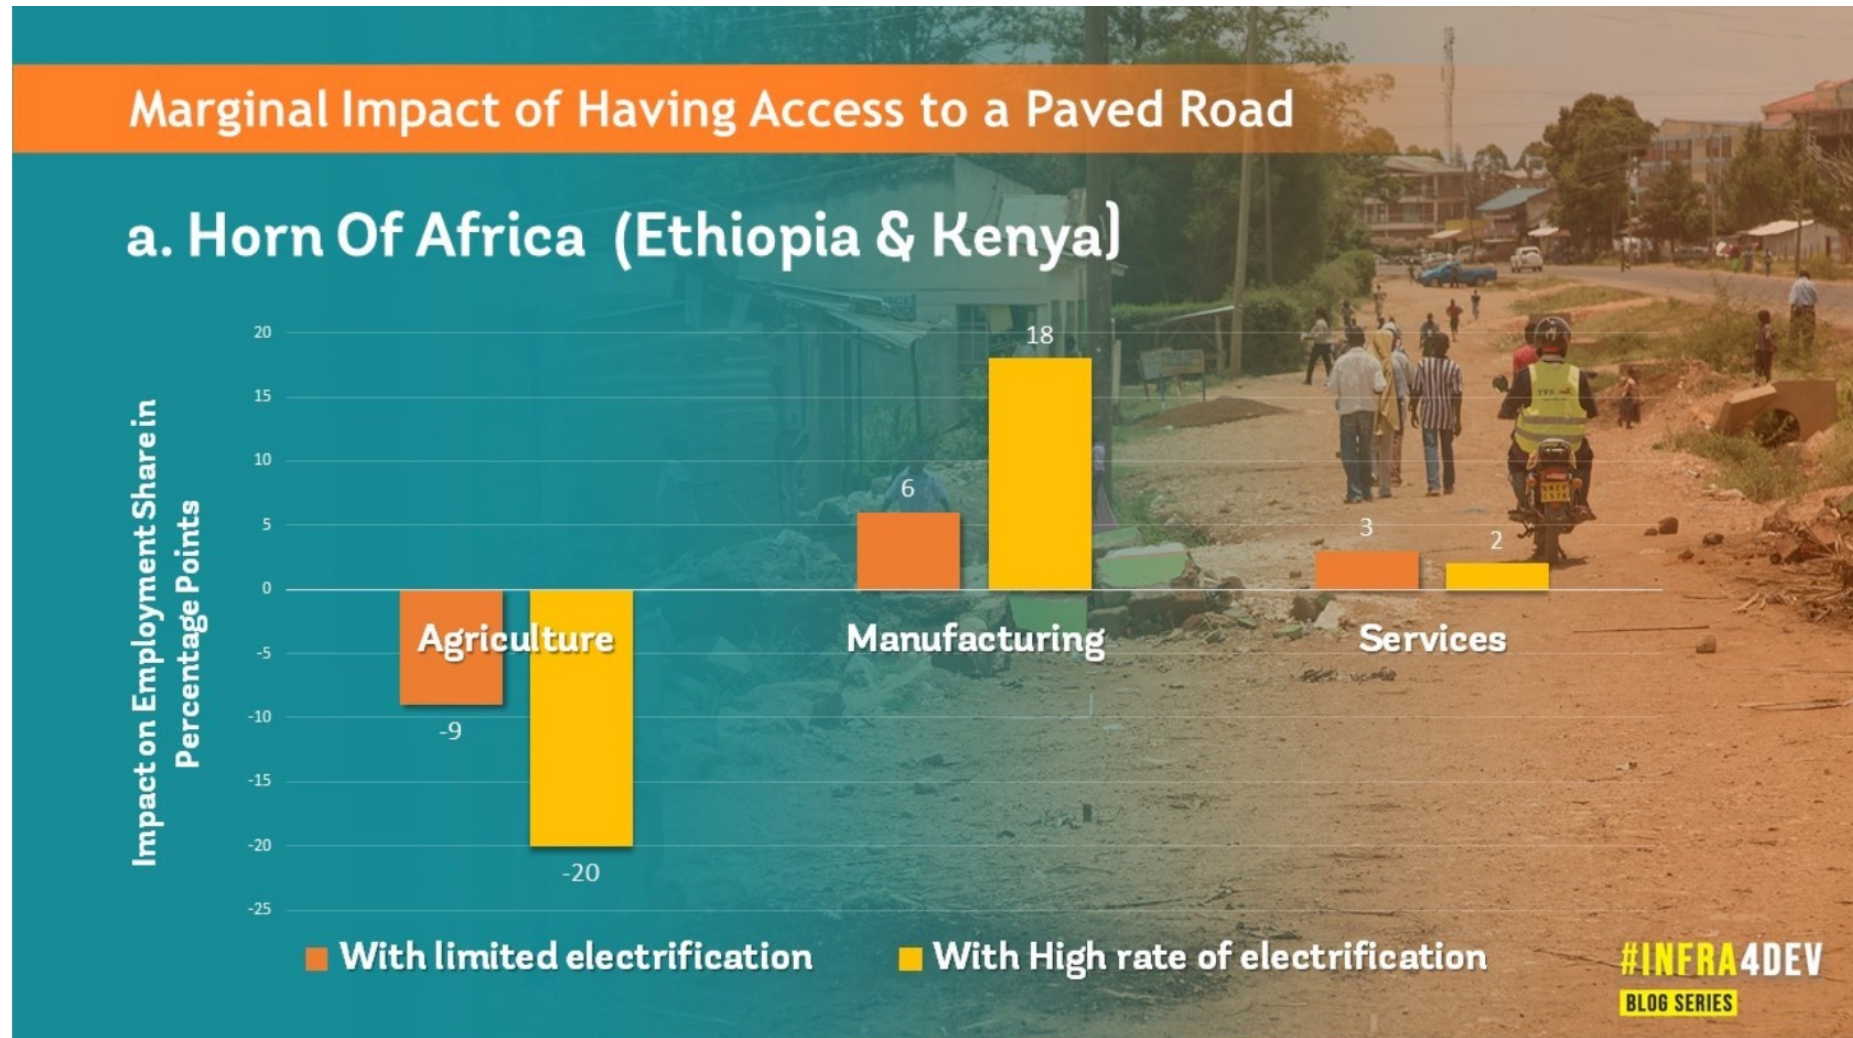 Marginal Impact of Having Access to a Paved Road
a. Horn Of Africa (Ethiopia & Kenya)
Impact on Employment Share in
Percentage Points
20
15
10
5
0
-5
-10
-15
-20
-25
-9
-20
6
18
3
2
Agriculture
Manufacturing
Services
With limited electrification
With High rate of electrification
#INFRA4DEV
BLOG SERIES